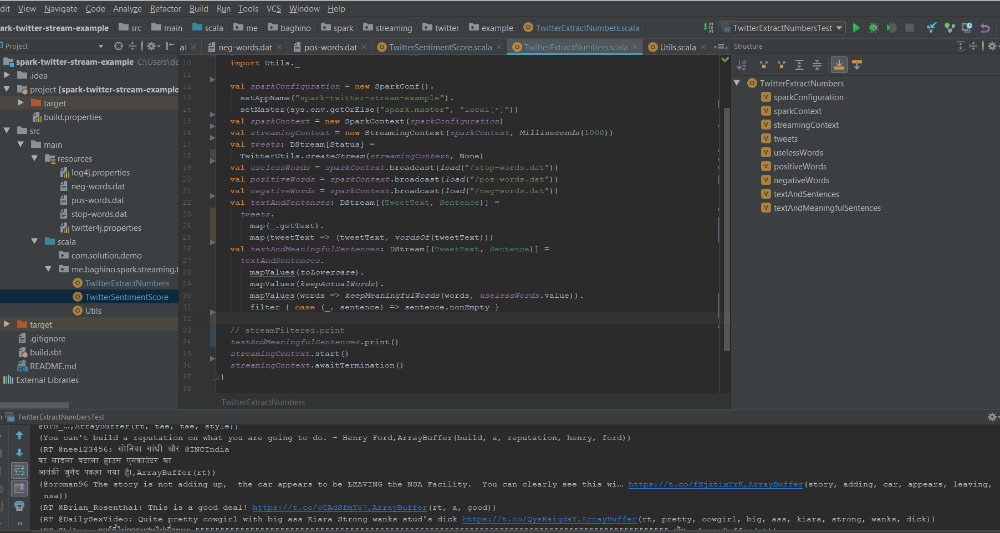 dit View Navigate Code Analyze Refactor Build Run Tools VCS Window Help
ark-twitter-stream-example src main scala me baghino spark streaming twitter example TwitterExtractNumbers.scala TwitterExtractNumbersTest
Project
at neg-words.dat pos-words.dat TwitterSentimentScore.scala TwitterExtractNumbers.scala Utils.scala
Structure
spark-twitter-stream-example C:\Users\de
.idea
project [spark-twitter-stream-example
target
build.properties
src
main
resources
log4j.properties
neg-words.dat
pos-words.dat
stop-words.dat
twitter4j.properties
scala
com.solution.demo
me.baghino.spark.streaming.t
TwitterExtractNumbers
TwitterSentimentScore
Utils
target
.gitignore
build.sbt
README.md
External Libraries
10 import Utils._
11
12 val sparkConfiguration = new SparkConf().
13 setAppName("spark-twitter-stream-example").
14 setMaster(sys.env.getOrElse("spark.master", "local[*]"))
15 val sparkContext = new SparkContext(sparkConfiguration)
16 val streamingContext = new StreamingContext(sparkContext, Milliseconds(1000))
17 val tweets: DStream[Status] =
18 TwitterUtils.createStream(streamingContext, None)
19 val uselessWords = sparkContext.broadcast(load("/stop-words.dat"))
20 val positiveWords = sparkContext.broadcast(load("/pos-words.dat"))
21 val negativeWords = sparkContext.broadcast(load("/neg-words.dat"))
22 val textAndSentences: DStream[(TweetText, Sentence)] =
23 tweets.
24 map(_.getText).
25 map(tweetText => (tweetText, wordsOf(tweetText)))
26 val textAndMeaningfulSentences: DStream[(TweetText, Sentence)] =
27 textAndSentences.
28 mapValues(toLowercase).
29 mapValues(keepActualWords).
30 mapValues(words => keepMeaningfulWords(words, uselessWords.value)).
31 filter { case (_, sentence) => sentence.nonEmpty }
32
33 // streamFiltered.print
34 textAndMeaningfulSentences.print()
35 streamingContext.start()
36 streamingContext.awaitTermination()
37 }
38
TwitterExtractNumbers
TwitterExtractNumbers
sparkConfiguration
sparkContext
streamingContext
tweets
uselessWords
positiveWords
negativeWords
textAndSentences
textAndMeaningfulSentences
TwitterExtractNumbersTest
@BTS_…,ArrayBuffer(rt, tae, tae, style))
(You can't build a reputation on what you are going to do. - Henry Ford,ArrayBuffer(build, a, reputation, henry, ford))
(RT @neel23456: सोनिया गांधी और @INCIndia
का लाडला बटाला हाउस एनकाउंटर का
आतंकी जुनैद पकड़ा गया है।,ArrayBuffer(rt))
(@oroman96 The story is not adding up, the car appears to be LEAVING the NSA Facility. You can clearly see this wi… https://t.co/fXjktixYrK,ArrayBuffer(story, adding, car, appears, leaving,
nsa))
(RT @Brian_Rosenthal: This is a good deal! https://t.co/8CAdSfmY87,ArrayBuffer(rt, a, good))
(RT @DailySexVideo: Quite pretty cowgirl with big ass Kiara Strong wanks stud's dick https://t.co/QysRaiqdaY,ArrayBuffer(rt, pretty, cowgirl, big, ass, kiara, strong, wanks, dick))
ArrayBuffer(rt))